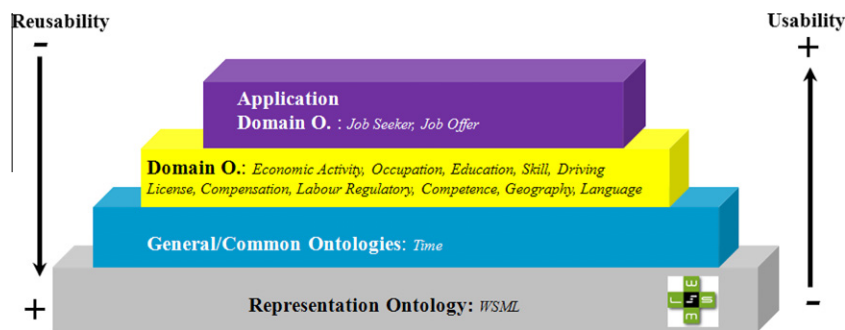 Reusability
Usability
-
+
Application
Domain O. : Job Seeker, Job Offer
Domain O.: Economic Activity, Occupation, Education, Skill, Driving
License, Compensation, Labour Regulatory, Competence, Geography, Language
General/Common Ontologies: Time
Representation Ontology: WSML
+
-
W
L S S
M